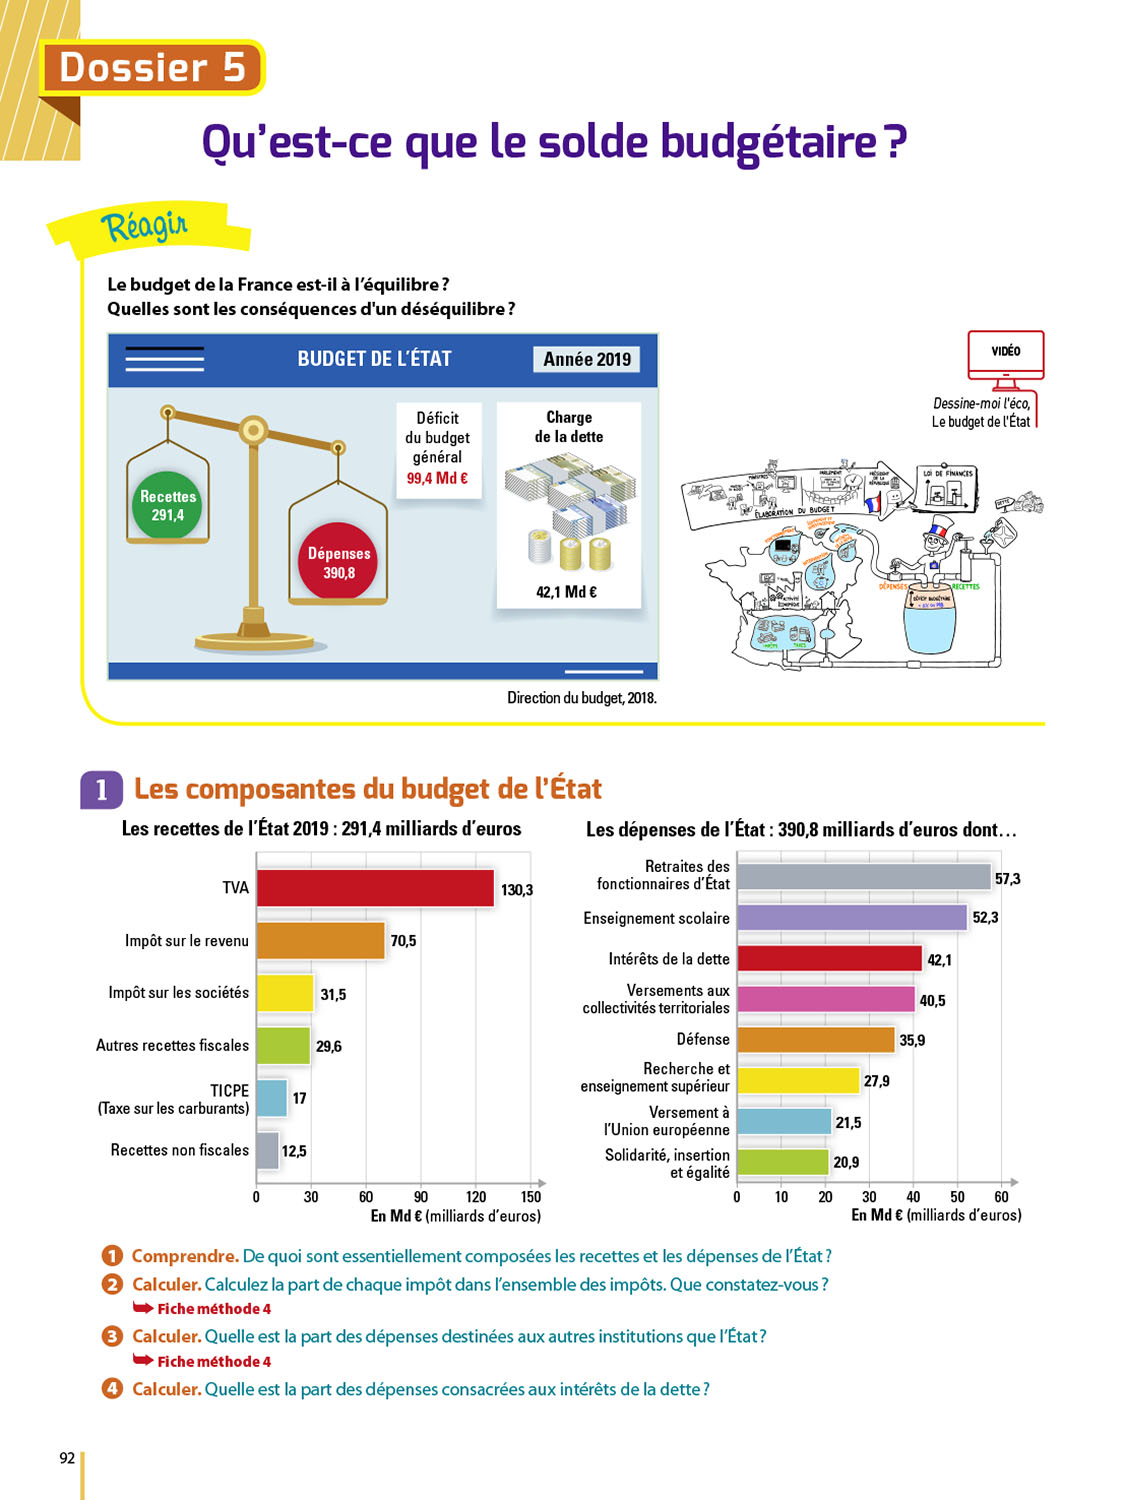 Dossier 5
Qu'est-ce que le solde budgétaire ?
Réagir
Le budget de la France est-il à l'équilibre ?
Quelles sont les conséquences d'un déséquilibre ?
BUDGET DE L'ÉTAT
Année 2019
Recettes
291,4
Dépenses
390,8
Déficit
du budget
général
99,4 Md €
Charge
de la dette
42,1 Md €
Direction du budget, 2018.
VIDÉO
Dessine-moi l'éco,
Le budget de l'État
MINISTRES
PARLEMENT
PRÉSIDENT
DE LA
RÉPUBLIQUE
LOI DE FINANCES
ÉLABORATION DU BUDGET
DETTE
DÉPENSES
RECETTES
DÉFICIT BUDGÉTAIRE
ACTIVITÉ
ÉCONOMIQUE
IMPÔTS
TAXES
1 Les composantes du budget de l'État
Les recettes de l'État 2019 : 291,4 milliards d'euros
TVA
130,3
Impôt sur le revenu
70,5
Impôt sur les sociétés
31,5
Autres recettes fiscales
29,6
TICPE
(Taxe sur les carburants)
17
Recettes non fiscales
12,5
0 30 60 90 120 150
En Md € (milliards d'euros)
Les dépenses de l'État : 390,8 milliards d'euros dont…
Retraites des
fonctionnaires d'État
57,3
Enseignement scolaire
52,3
Intérêts de la dette
42,1
Versements aux
collectivités territoriales
40,5
Défense
35,9
Recherche et
enseignement supérieur
27,9
Versement à
l'Union européenne
21,5
Solidarité, insertion
et égalité
20,9
0 10 20 30 40 50 60
En Md € (milliards d'euros)
1 Comprendre. De quoi sont essentiellement composées les recettes et les dépenses de l'État ?
2 Calculer. Calculez la part de chaque impôt dans l'ensemble des impôts. Que constatez-vous ?
Fiche méthode 4
3 Calculer. Quelle est la part des dépenses destinées aux autres institutions que l'État ?
Fiche méthode 4
4 Calculer. Quelle est la part des dépenses consacrées aux intérêts de la dette ?
92